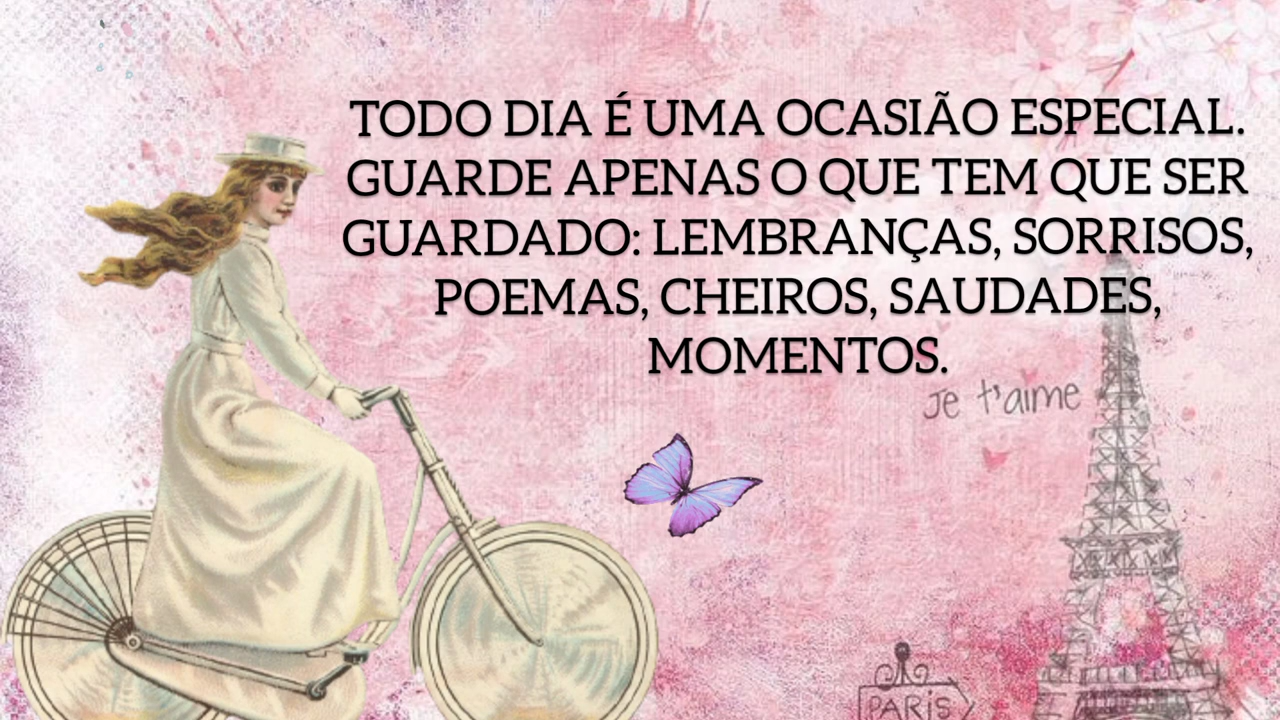 TODO DIA É UMA OCASIÃO ESPECIAL.
GUARDE APENAS O QUE TEM QUE SER
GUARDADO: LEMBRANÇAS, SORRISOS,
POEMAS, CHEIROS, SAUDADES,
MOMENTOS.
Je t'aime
PARIS